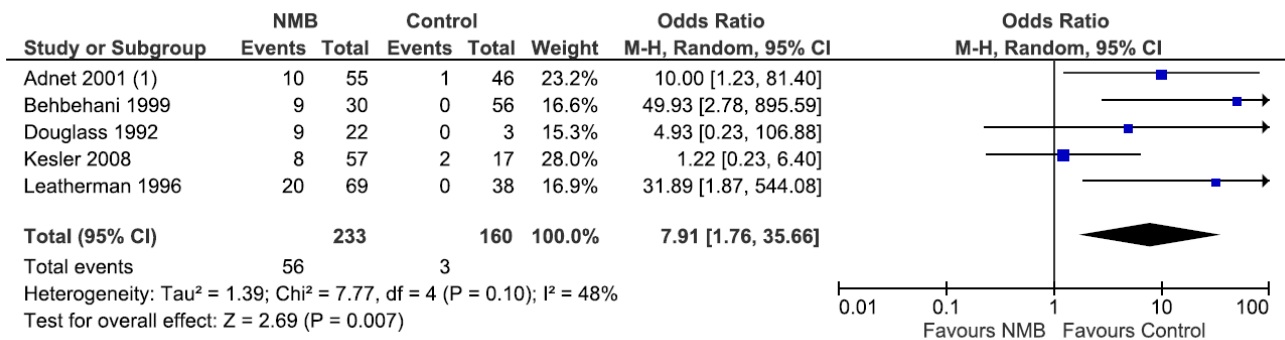 NMB Control Odds Ratio Odds Ratio
Study or Subgroup Events Total Events Total Weight M-H, Random, 95% CI M-H, Random, 95% CI
Adnet 2001 (1) 10 55 1 46 23.2% 10.00 [1.23, 81.40]
Behbehani 1999 9 30 0 56 16.6% 49.93 [2.78, 895.59]
Douglass 1992 9 22 0 3 15.3% 4.93 [0.23, 106.88]
Kesler 2008 8 57 2 17 28.0% 1.22 [0.23, 6.40]
Leatherman 1996 20 69 0 38 16.9% 31.89 [1.87, 544.08]
Total (95% CI) 233 160 100.0% 7.91 [1.76, 35.66]
Total events 56 3
Heterogeneity: Tau² = 1.39; Chi² = 7.77, df = 4 (P = 0.10); I² = 48%
Test for overall effect: Z = 2.69 (P = 0.007)
0.01 0.1 1 10 100
Favours NMB Favours Control